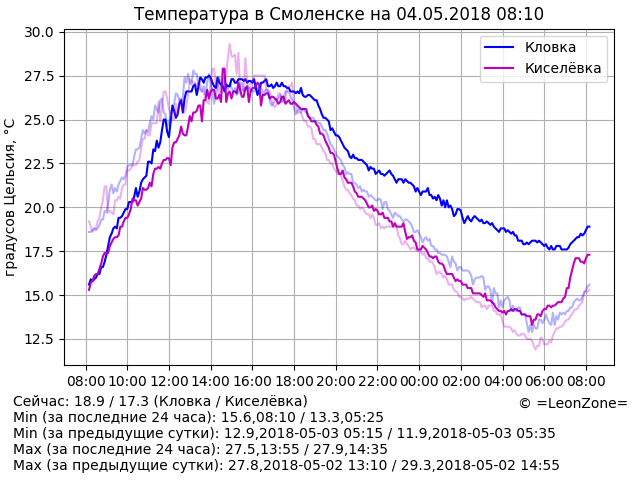 Температура в Смоленске на 04.05.2018 08:10
градусов Цельсия, °C
30.0
27.5
25.0
22.5
20.0
17.5
15.0
12.5
Кловка
Киселёвка
08:00 10:00 12:00 14:00 16:00 18:00 20:00 22:00 00:00 02:00 04:00 06:00 08:00
Сейчас: 18.9 / 17.3 (Кловка / Киселёвка)
© =LeonZone=
Min (за последние 24 часа): 15.6,08:10 / 13.3,05:25
Min (за предыдущие сутки): 12.9,2018-05-03 05:15 / 11.9,2018-05-03 05:35
Max (за последние 24 часа): 27.5,13:55 / 27.9,14:35
Max (за предыдущие сутки): 27.8,2018-05-02 13:10 / 29.3,2018-05-02 14:55